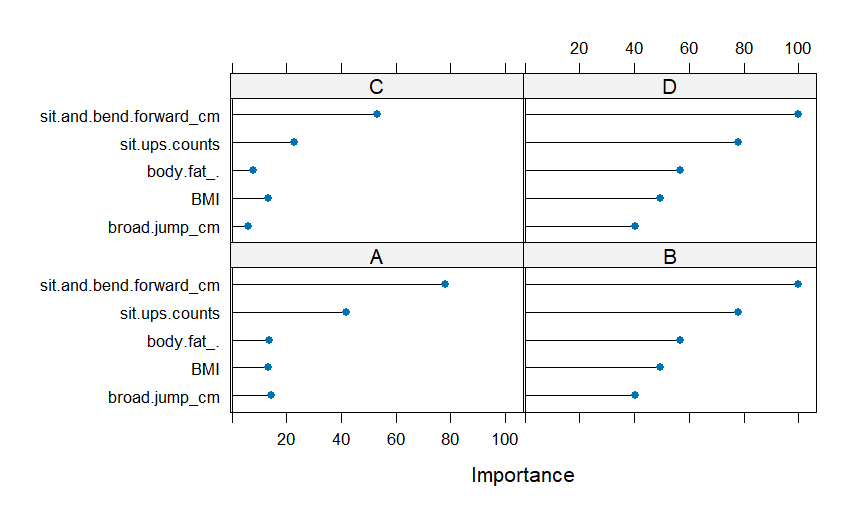 20 40 60 80 100
C D
sit.and.bend.forward_cm
sit.ups.counts
body.fat_.
BMI
broad.jump_cm
A B
sit.and.bend.forward_cm
sit.ups.counts
body.fat_.
BMI
broad.jump_cm
20 40 60 80 100
Importance